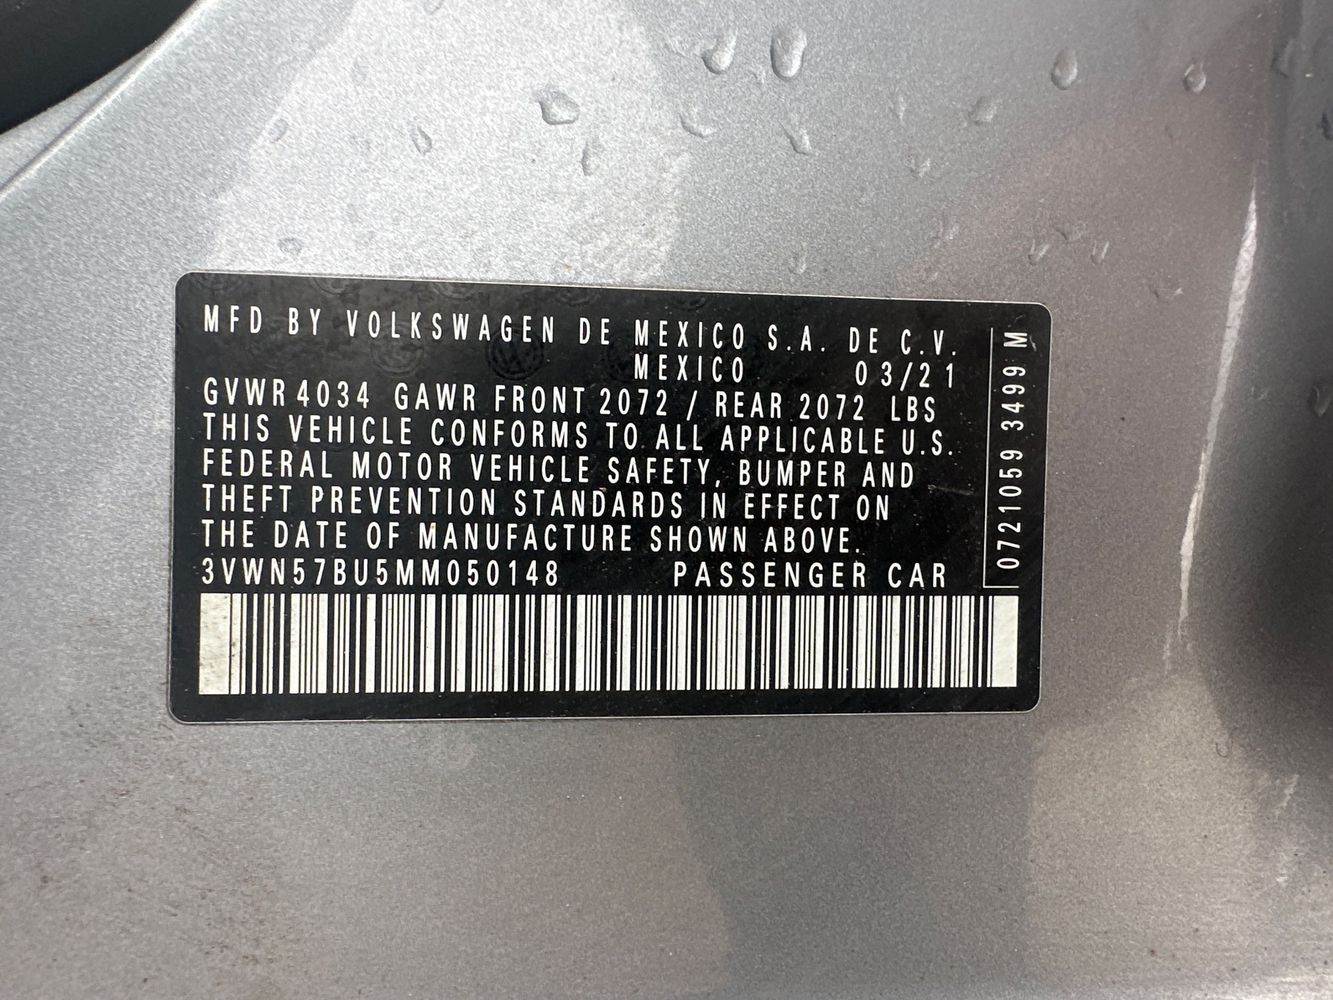 MFD BY VOLKSWAGEN DE MEXICO S.A. DE C.V.
MEXICO 03/21
GVWR 4034 GAWR FRONT 2072 / REAR 2072 LBS
THIS VEHICLE CONFORMS TO ALL APPLICABLE U.S.
FEDERAL MOTOR VEHICLE SAFETY, BUMPER AND
THEFT PREVENTION STANDARDS IN EFFECT ON
THE DATE OF MANUFACTURE SHOWN ABOVE.
3VWN57BU5MM050148 PASSENGER CAR
0721059 3499 M